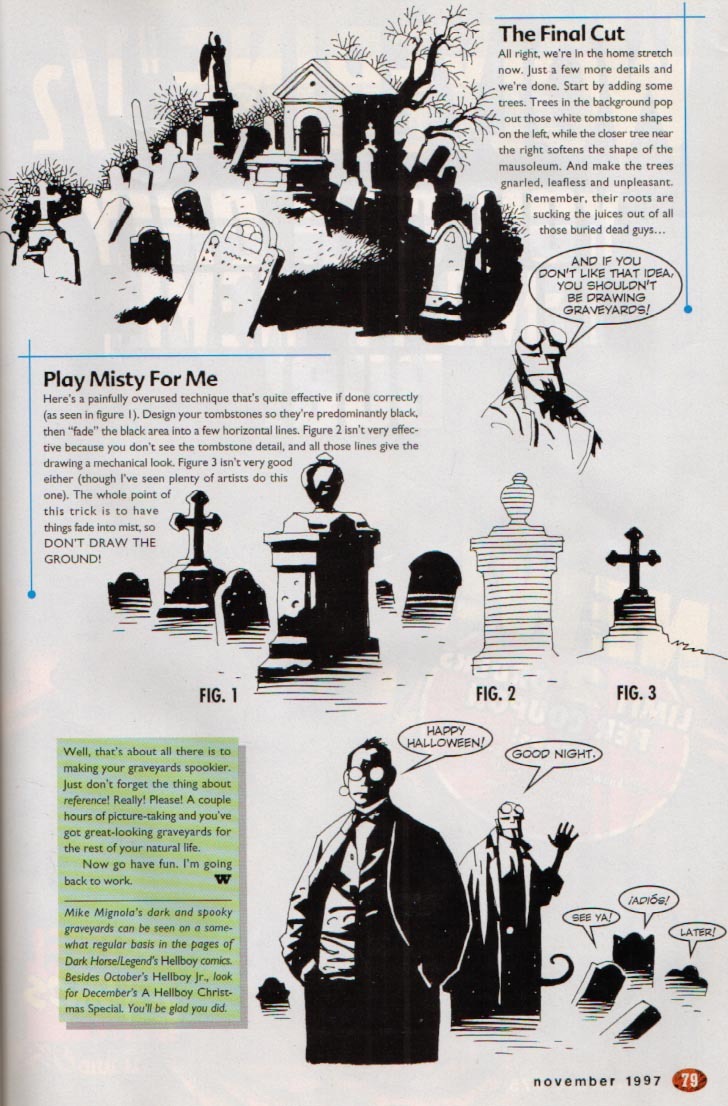 The Final Cut
All right, we're in the home stretch
now. Just a few more details and
we're done. Start by adding some
trees. Trees in the background pop
out those white tombstone shapes
on the left, while the closer tree near
the right softens the shape of the
mausoleum. And make the trees
gnarled, leafless and unpleasant.
Remember, their roots are
sucking the juices out of all
those buried dead guys...
AND IF YOU
DON'T LIKE THAT IDEA,
YOU SHOULDN'T
BE DRAWING
GRAVEYARDS!
Play Misty For Me
Here's a painfully overused technique that's quite effective if done correctly
(as seen in figure 1). Design your tombstones so they're predominantly black,
then "fade" the black area into a few horizontal lines. Figure 2 isn't very effec-
tive because you don't see the tombstone detail, and all those lines give the
drawing a mechanical look. Figure 3 isn't very good
either (though I've seen plenty of artists do this
one). The whole point of
this trick is to have
things fade into mist, so
DON'T DRAW THE
GROUND!
FIG. 1
FIG. 2
FIG. 3
Well, that's about all there is to
making your graveyards spookier.
Just don't forget the thing about
reference! Really! Please! A couple
hours of picture-taking and you've
got great-looking graveyards for
the rest of your natural life.
Now go have fun. I'm going
back to work. W
Mike Mignola's dark and spooky
graveyards can be seen on a some-
what regular basis in the pages of
Dark Horse/Legend's Hellboy comics.
Besides October's Hellboy Jr., look
for December's A Hellboy Christ-
mas Special. You'll be glad you did.
HAPPY
HALLOWEEN!
GOOD NIGHT.
SEE YA!
¡ADIÓS!
LATER!
november 1997 79